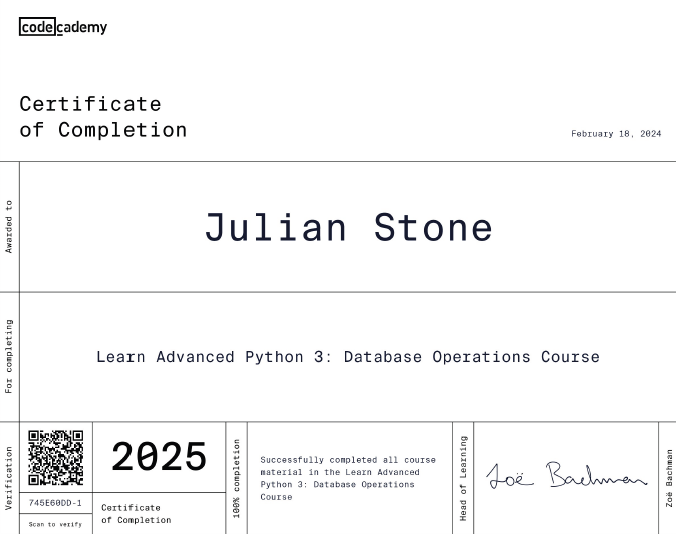 codecademy
Certificate
of Completion
February 18, 2024
Awarded to
Julian Stone
For completing
Learn Advanced Python 3: Database Operations Course
Verification
745E60DD-1
Scan to verify
2025
Certificate
of Completion
100% completion
Successfully completed all course
material in the Learn Advanced
Python 3: Database Operations
Course
Head of Learning
Zoë Bachman
Zoë Bachman